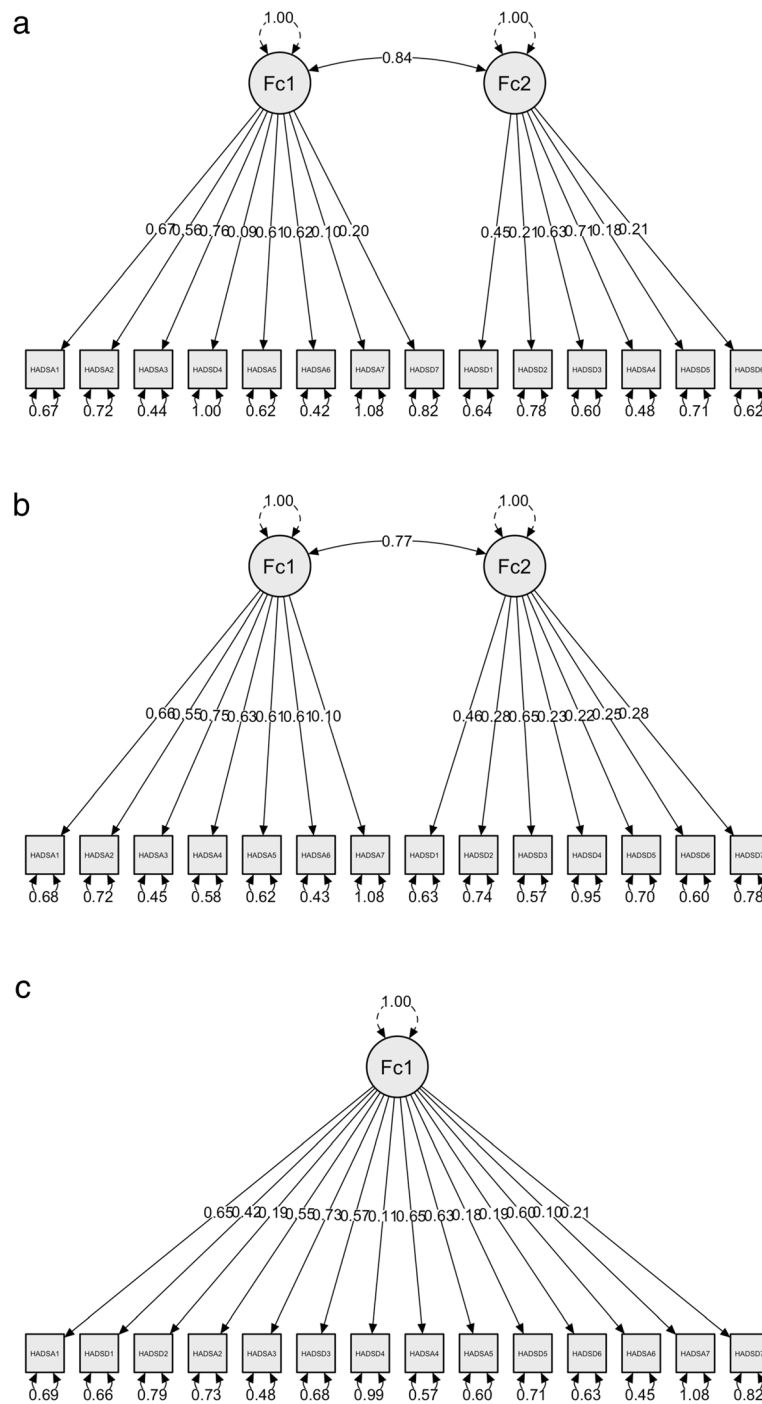 a
1.00 1.00
0.84
Fc1 Fc2
0.67 0.56 0.76 0.09 0.61 0.62 0.10 0.20 0.45 0.21 0.63 0.71 0.18 0.21
HADSA1 HADSA2 HADSA3 HADSD4 HADSA5 HADSA6 HADSA7 HADSD7 HADSD1 HADSD2 HADSD3 HADSA4 HADSD5 HADSD6
0.67 0.72 0.44 1.00 0.62 0.42 1.08 0.82 0.64 0.78 0.60 0.48 0.71 0.62
b
1.00 1.00
0.77
Fc1 Fc2
0.66 0.55 0.75 0.63 0.61 0.61 0.10 0.46 0.28 0.65 0.23 0.22 0.25 0.28
HADSA1 HADSA2 HADSA3 HADSA4 HADSA5 HADSA6 HADSA7 HADSD1 HADSD2 HADSD3 HADSD4 HADSD5 HADSD6 HADSD7
0.68 0.72 0.45 0.58 0.62 0.43 1.08 0.63 0.74 0.57 0.95 0.70 0.60 0.78
c
1.00
Fc1
0.65 0.42 0.19 0.55 0.73 0.57 0.11 0.65 0.63 0.18 0.19 0.60 0.10 0.21
HADSA1 HADSD1 HADSD2 HADSA2 HADSA3 HADSD3 HADSD4 HADSA4 HADSA5 HADSD5 HADSD6 HADSA6 HADSA7 HADSD7
0.69 0.66 0.79 0.73 0.48 0.68 0.99 0.57 0.60 0.71 0.63 0.45 1.08 0.82